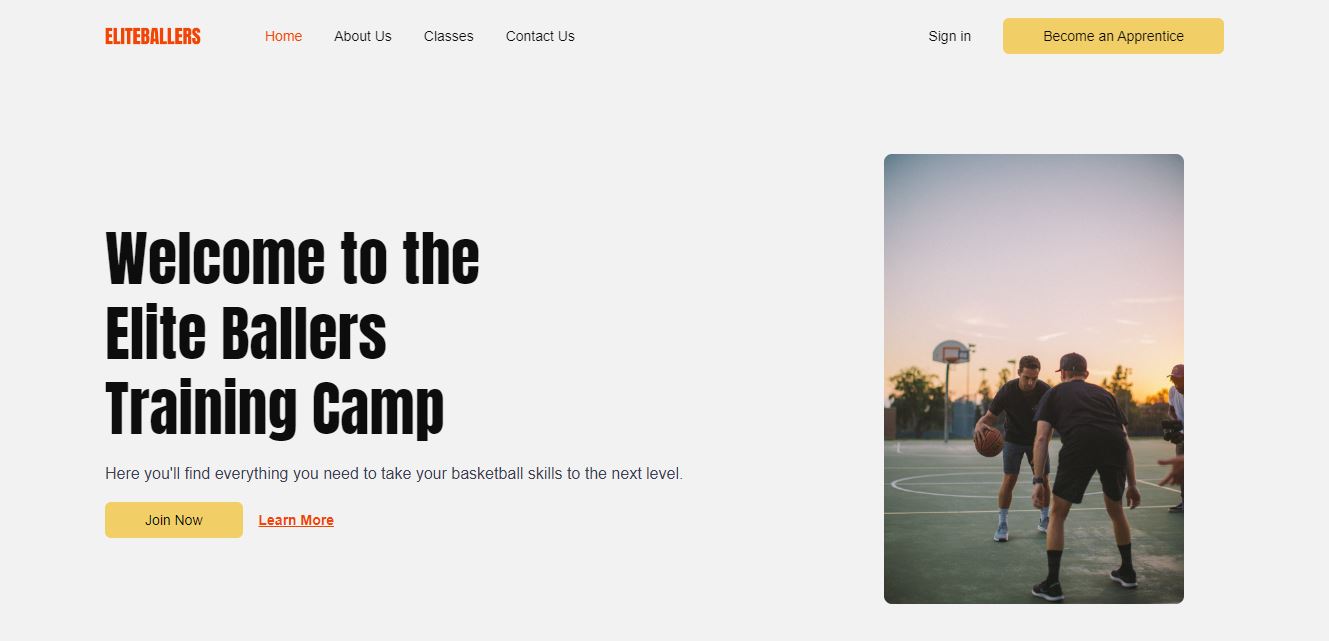 ELITEBALLERS
Home About Us Classes Contact Us
Sign in Become an Apprentice
Welcome to the
Elite Ballers
Training Camp
Here you'll find everything you need to take your basketball skills to the next level.
Join Now Learn More